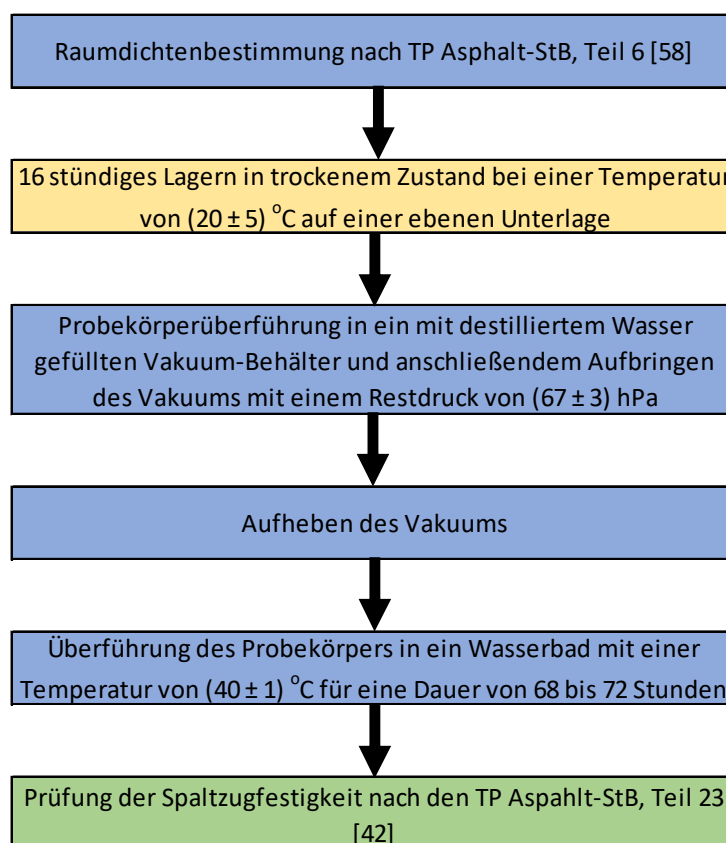 Raumdichtenbestimmung nach TP Asphalt-StB, Teil 6 [58]
16 stündiges Lagern in trockenem Zustand bei einer Temperatur
von (20 ± 5) °C auf einer ebenen Unterlage
Probekörperüberführung in ein mit destilliertem Wasser
gefüllten Vakuum-Behälter und anschließendem Aufbringen
des Vakuums mit einem Restdruck von (67 ± 3) hPa
Aufheben des Vakuums
Überführung des Probekörpers in ein Wasserbad mit einer
Temperatur von (40 ± 1) °C für eine Dauer von 68 bis 72 Stunden
Prüfung der Spaltzugfestigkeit nach den TP Aspahlt-StB, Teil 23
[42]